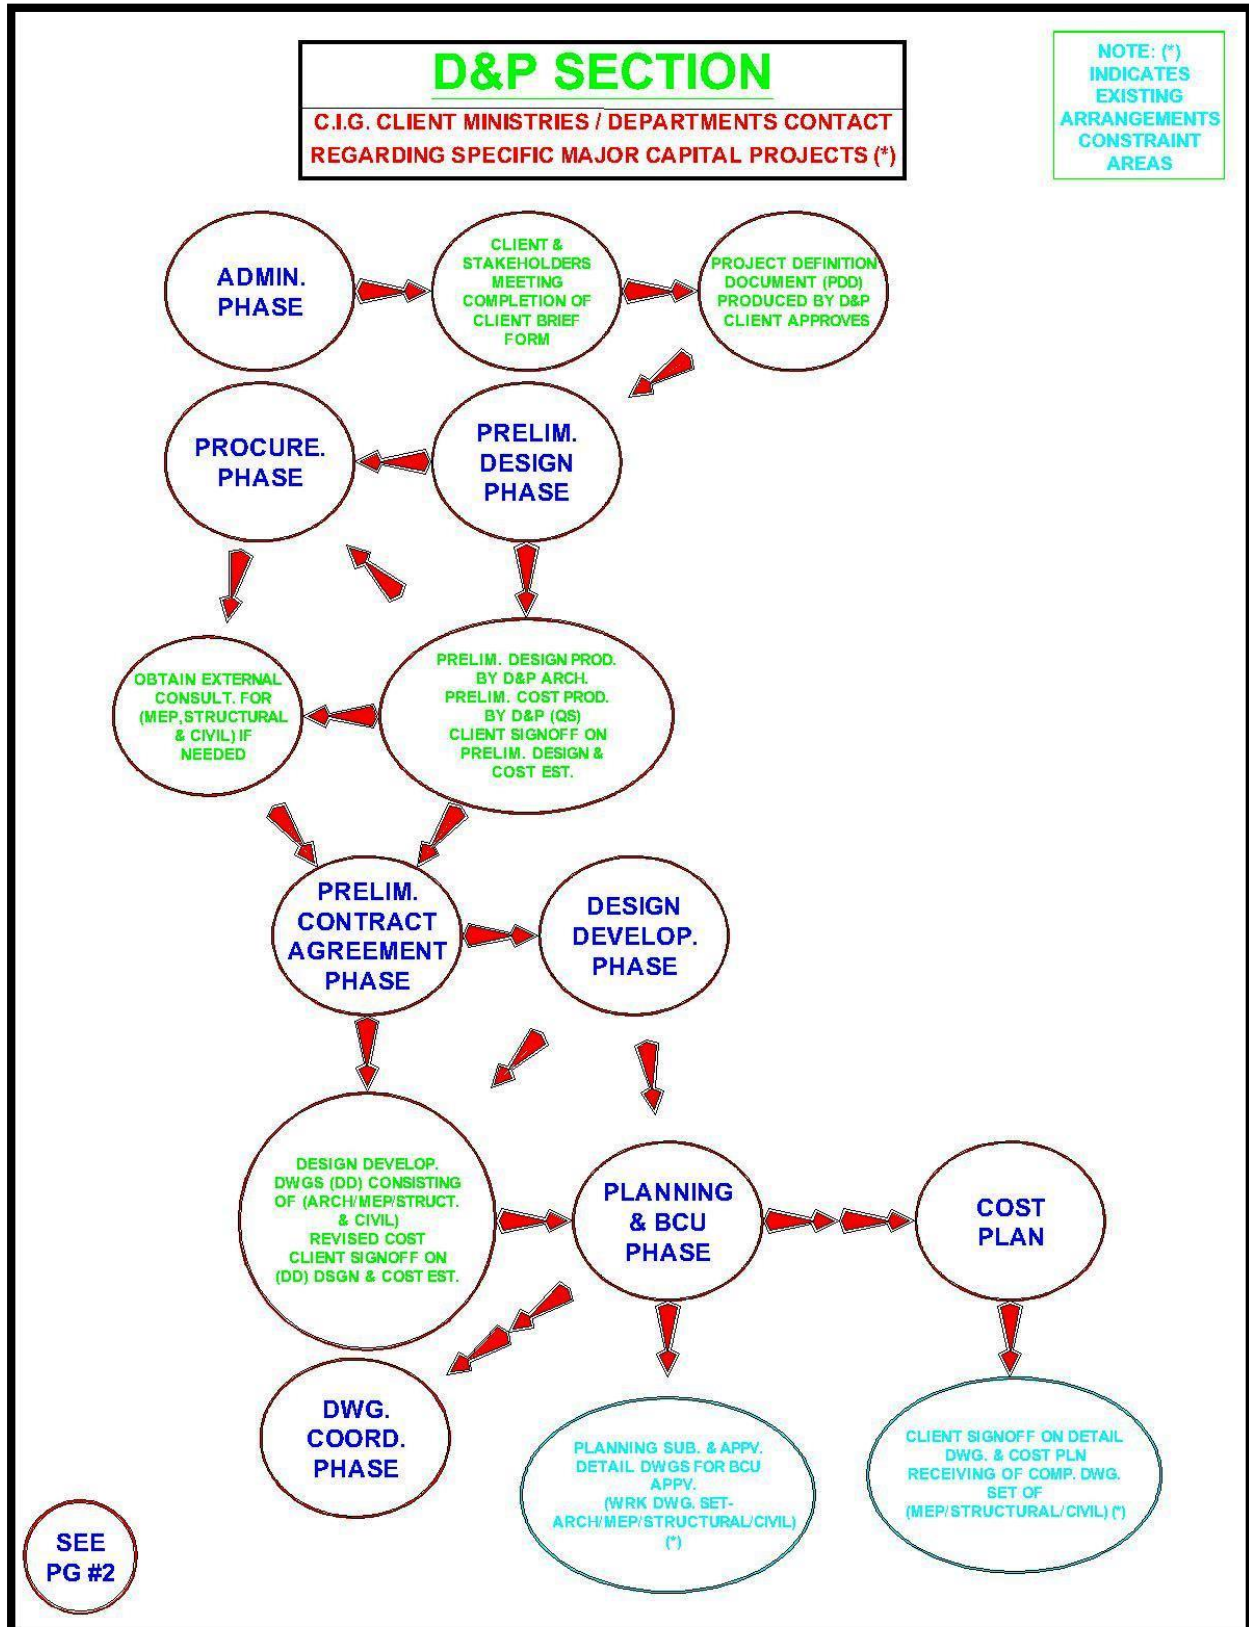 D&P SECTION
C.I.G. CLIENT MINISTRIES / DEPARTMENTS CONTACT
REGARDING SPECIFIC MAJOR CAPITAL PROJECTS (*)
NOTE: (*)
INDICATES
EXISTING
ARRANGEMENTS
CONSTRAINT
AREAS
ADMIN.
PHASE
CLIENT &
STAKEHOLDERS
MEETING
COMPLETION OF
CLIENT BRIEF
FORM
PROJECT DEFINITION
DOCUMENT (PDD)
PRODUCED BY D&P
CLIENT APPROVES
PROCURE.
PHASE
PRELIM.
DESIGN
PHASE
OBTAIN EXTERNAL
CONSULT. FOR
(MEP,STRUCTURAL
& CIVIL) IF
NEEDED
PRELIM. DESIGN PROD.
BY D&P ARCH.
PRELIM. COST PROD.
BY D&P (QS)
CLIENT SIGNOFF ON
PRELIM. DESIGN &
COST EST.
PRELIM.
CONTRACT
AGREEMENT
PHASE
DESIGN
DEVELOP.
PHASE
DESIGN DEVELOP.
DWGS (DD) CONSISTING
OF (ARCH/MEP/STRUCT.
& CIVIL)
REVISED COST
CLIENT SIGNOFF ON
(DD) DSGN & COST EST.
PLANNING
& BCU
PHASE
COST
PLAN
DWG.
COORD.
PHASE
PLANNING SUB. & APPV.
DETAIL DWGS FOR BCU
APPV.
(WRK DWG. SET-
ARCH/MEP/STRUCTURAL/CIVIL)
(*)
CLIENT SIGNOFF ON DETAIL
DWG. & COST PLN
RECEIVING OF COMP. DWG.
SET OF
(MEP/STRUCTURAL/CIVIL) (*)
SEE
PG #2